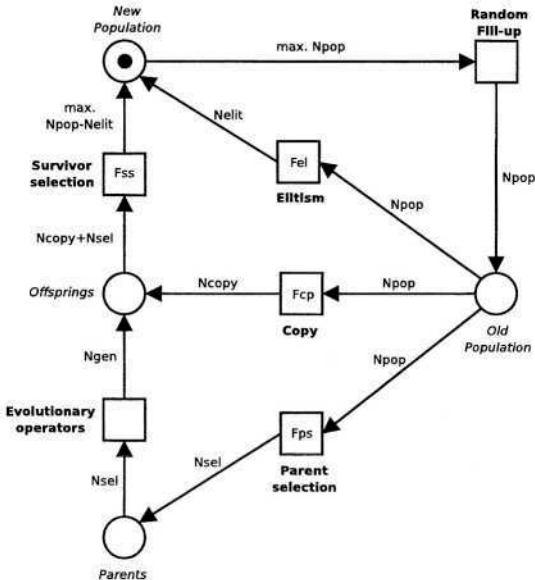 New
Population
Random
Fill-up
max. Npop
max.
Npop-Nelit
Nelit
Survivor
selection
Fss
Fel
Elitism
Npop
Npop
Ncopy+Nsel
Offsprings
Ncopy
Fcp
Npop
Copy
Old
Population
Ngen
Npop
Evolutionary
operators
Fps
Nsel
Parent
selection
Nsel
Parents